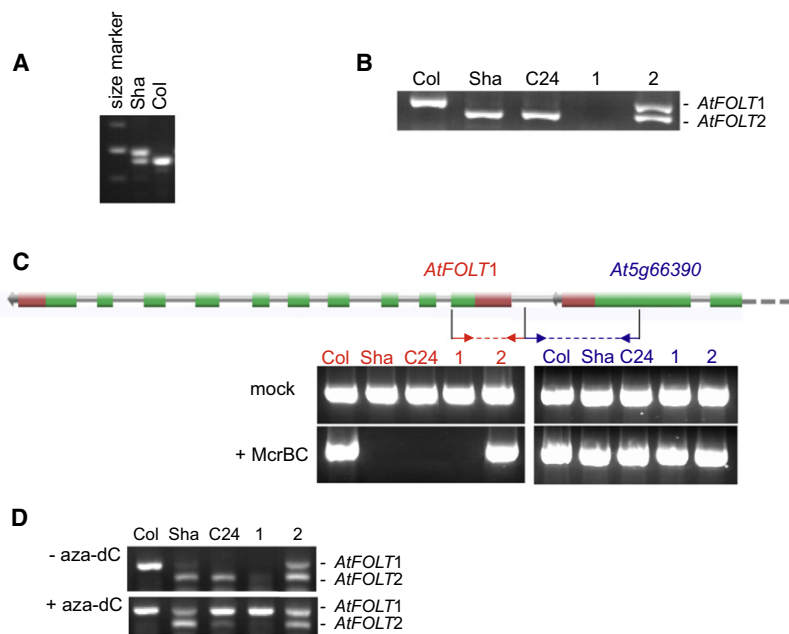 A
size marker
Sha
Col
B
Col Sha C24 1 2
- AtFOLT1
- AtFOLT2
C
AtFOLT1 At5g66390
Col Sha C24 1 2 Col Sha C24 1 2
mock
+ McrBC
D
Col Sha C24 1 2
- aza-dC - AtFOLT1
- AtFOLT2
+ aza-dC - AtFOLT1
- AtFOLT2